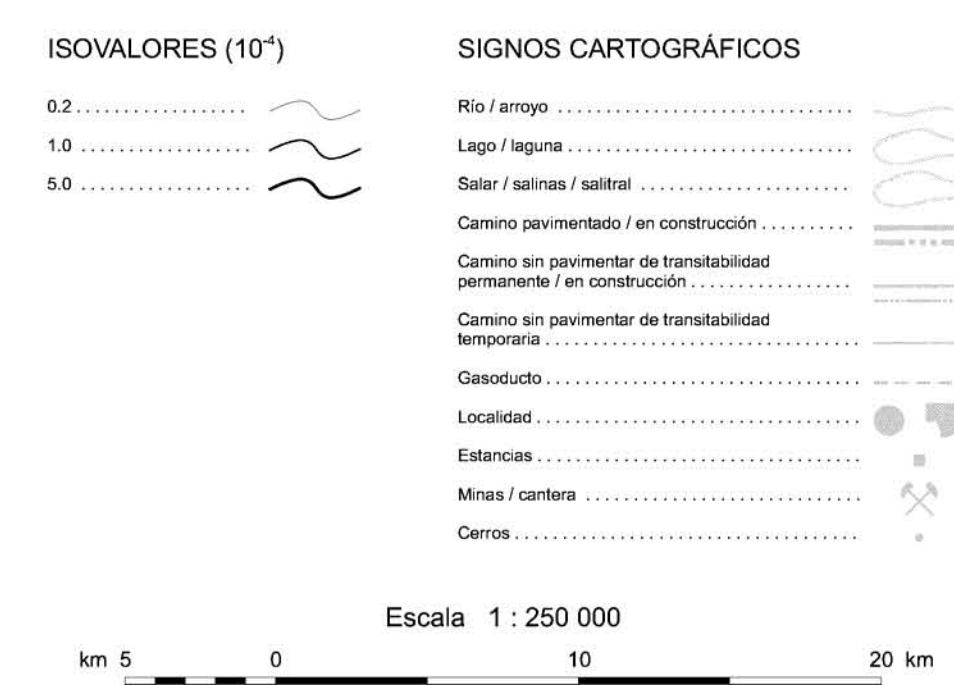 ISOVALORES (10⁻⁴)
0.2 . . . . . . . . . . . . . . . . . .
1.0 . . . . . . . . . . . . . . . . . .
5.0 . . . . . . . . . . . . . . . . . .
SIGNOS CARTOGRÁFICOS
Río / arroyo . . . . . . . . . . . . . . . . . . . . . . . . . . . . . . .
Lago / laguna . . . . . . . . . . . . . . . . . . . . . . . . . . . . . .
Salar / salinas / salitral . . . . . . . . . . . . . . . . . . . . . .
Camino pavimentado / en construcción . . . . . . . . . .
Camino sin pavimentar de transitabilidad
permanente / en construcción . . . . . . . . . . . . . . . . .
Camino sin pavimentar de transitabilidad
temporaria . . . . . . . . . . . . . . . . . . . . . . . . . . . . . . . . .
Gasoducto . . . . . . . . . . . . . . . . . . . . . . . . . . . . . . . . .
Localidad . . . . . . . . . . . . . . . . . . . . . . . . . . . . . . . . . .
Estancias . . . . . . . . . . . . . . . . . . . . . . . . . . . . . . . . . .
Minas / cantera . . . . . . . . . . . . . . . . . . . . . . . . . . . . .
Cerros . . . . . . . . . . . . . . . . . . . . . . . . . . . . . . . . . . . .
Escala 1 : 250 000
km 5 0 10 20 km